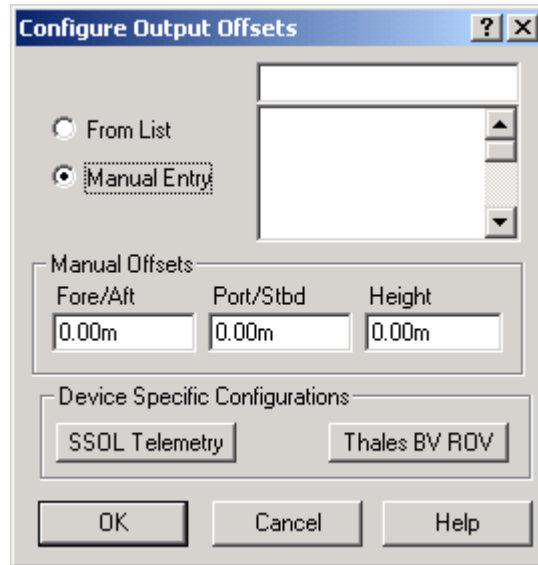 Configure Output Offsets
From List
Manual Entry
Manual Offsets
Fore/Aft Port/Stbd Height
0.00m 0.00m 0.00m
Device Specific Configurations
SSOL Telemetry Thales BV ROV
OK Cancel Help